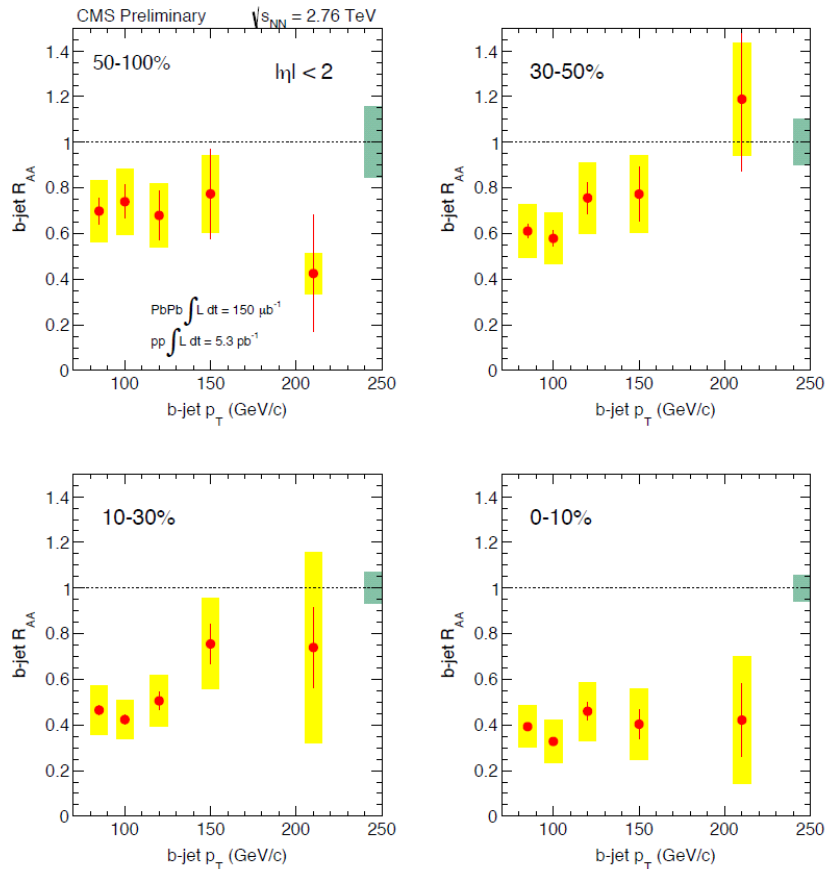 CMS Preliminary √s_NN = 2.76 TeV
50-100%
|η| < 2
1.4
1.2
1
0.8
0.6
0.4
0.2
0
b-jet R_AA
PbPb ∫L dt = 150 μb⁻¹
pp ∫L dt = 5.3 pb⁻¹
100 150 200 250
b-jet p_T (GeV/c)
30-50%
1.4
1.2
1
0.8
0.6
0.4
0.2
0
b-jet R_AA
100 150 200 250
b-jet p_T (GeV/c)
10-30%
1.4
1.2
1
0.8
0.6
0.4
0.2
0
b-jet R_AA
100 150 200 250
b-jet p_T (GeV/c)
0-10%
1.4
1.2
1
0.8
0.6
0.4
0.2
0
b-jet R_AA
100 150 200 250
b-jet p_T (GeV/c)